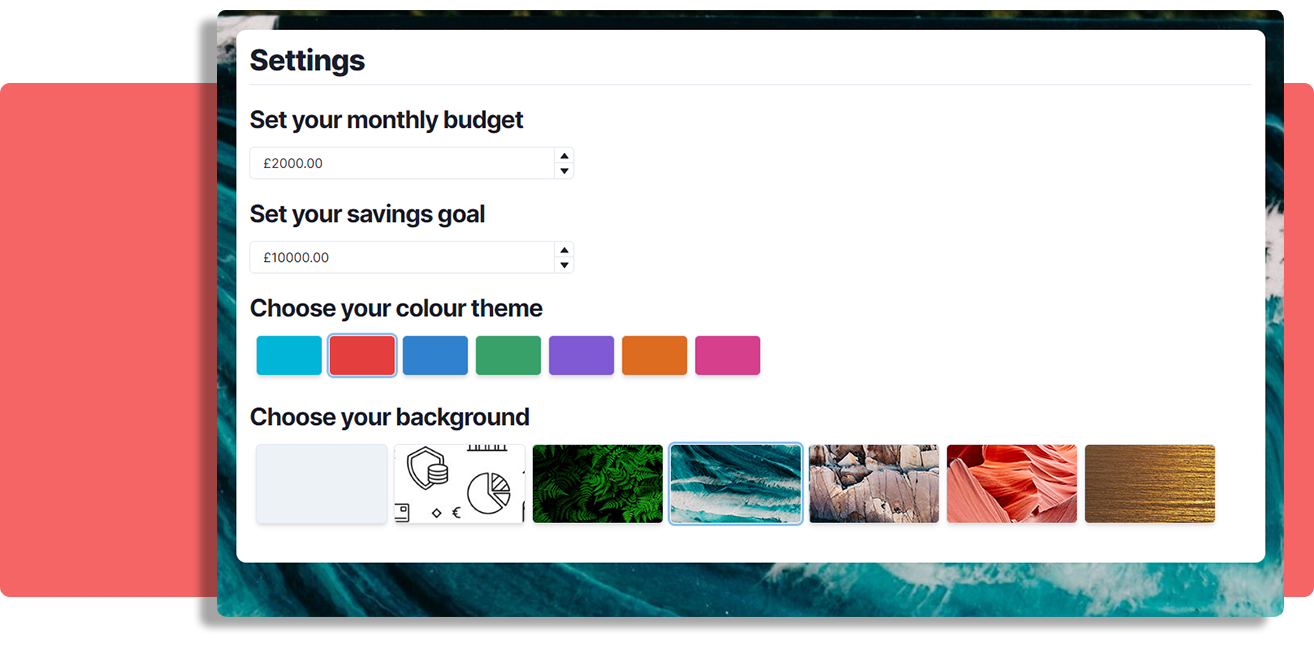 Settings
Set your monthly budget
£2000.00
Set your savings goal
£10000.00
Choose your colour theme
Choose your background